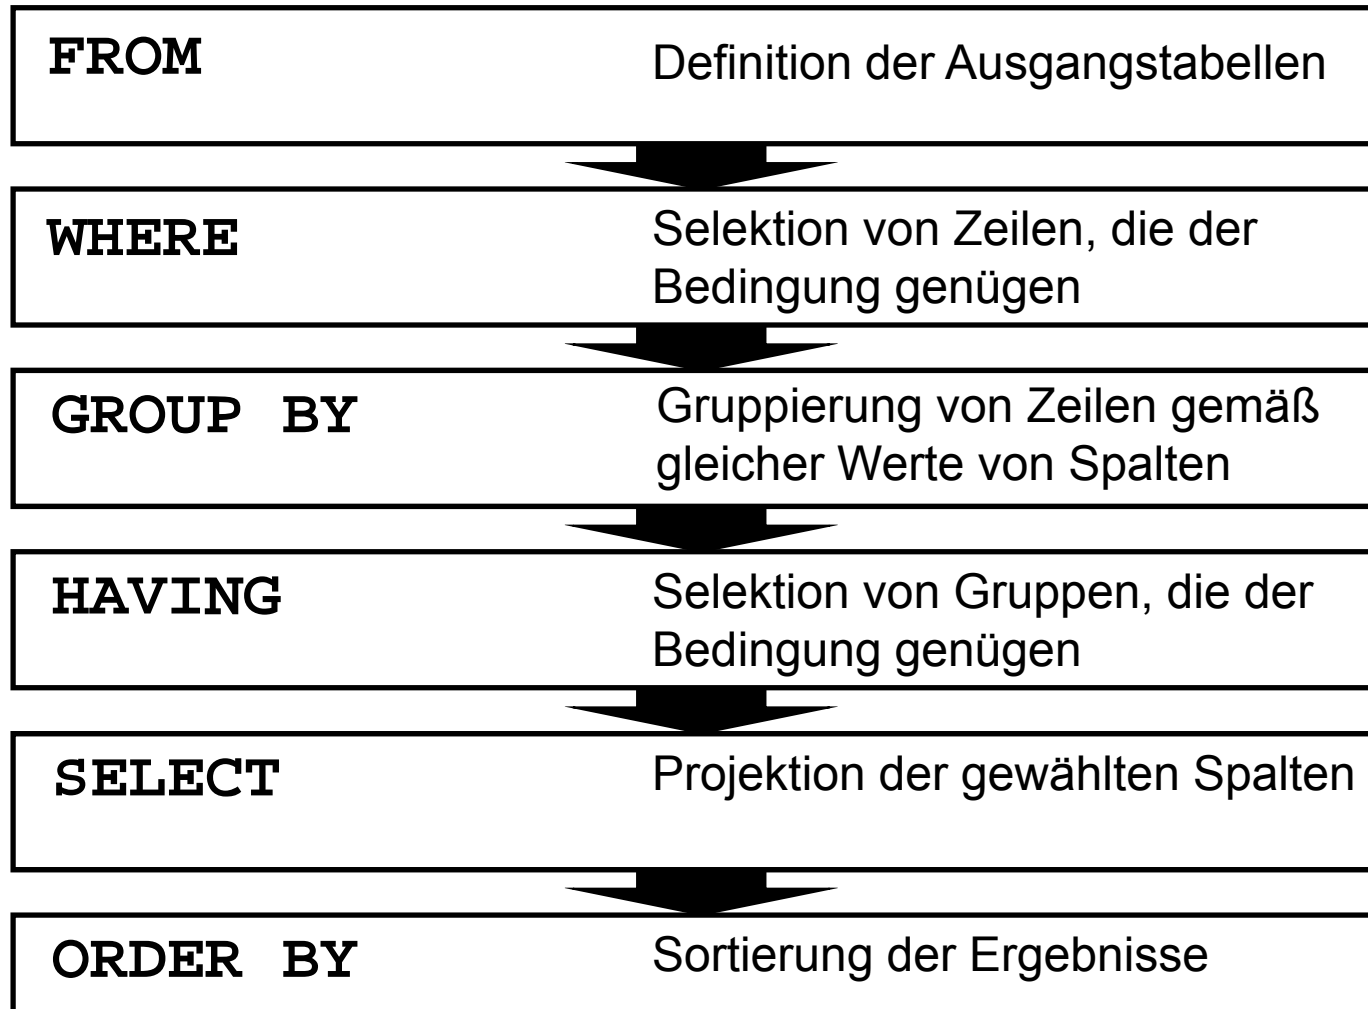 FROM
Definition der Ausgangstabellen
WHERE
Selektion von Zeilen, die der
Bedingung genügen
GROUP BY
Gruppierung von Zeilen gemäß
gleicher Werte von Spalten
HAVING
Selektion von Gruppen, die der
Bedingung genügen
SELECT
Projektion der gewählten Spalten
ORDER BY
Sortierung der Ergebnisse